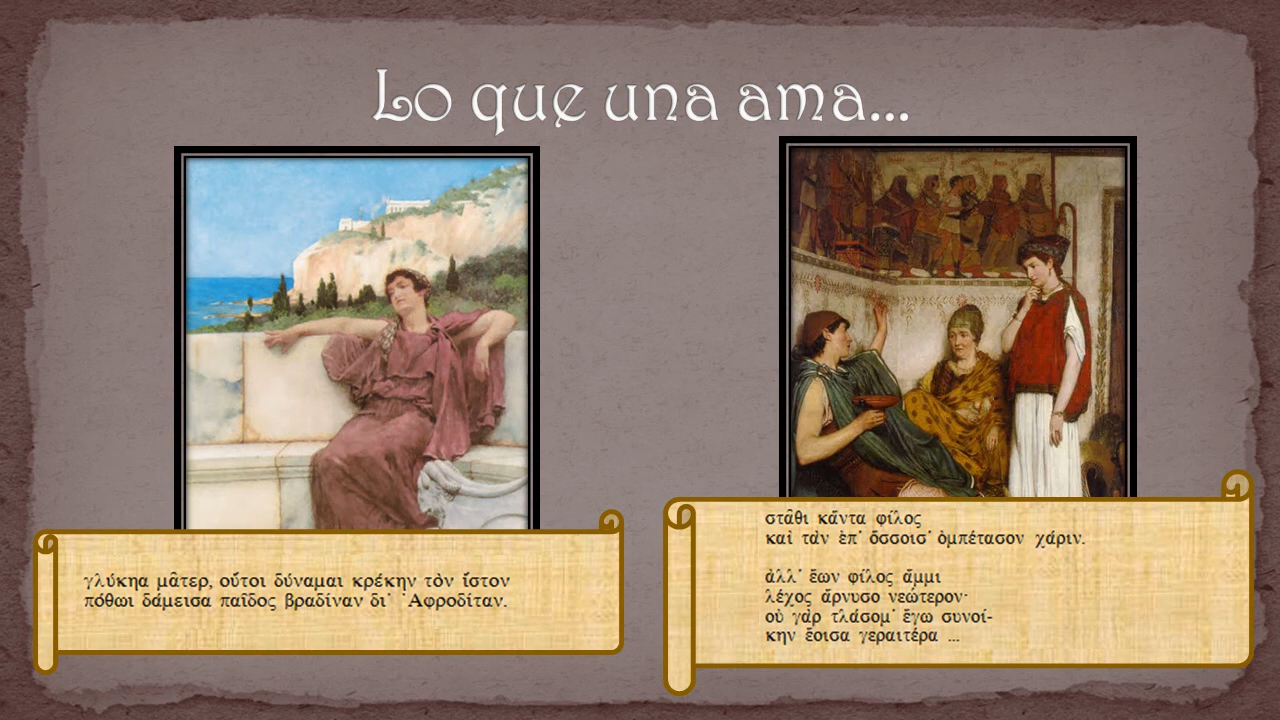 Lo que una ama...
γλύκηα μᾶτερ, οὔτοι δύναμαι κρέκην τὸν ἴστον
πόθωι δάμεισα παῖδος βραδίναν δι᾽ ᾽Αφροδίταν.
στᾶθι κἄντα φίλος
καὶ τὰν ἐπ᾽ ὄσσοισ᾽ ὀμπέτασον χάριν.
ἀλλ᾽ ἔων φίλος ἄμμι
λέχος ἄρνυσο νεώτερον·
οὐ γὰρ τλάσομ᾽ ἔγω συνοί-
κην ἔοισα γεραιτέρα ...